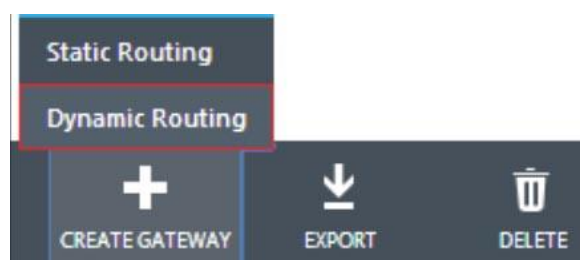 Static Routing
Dynamic Routing
CREATE GATEWAY EXPORT DELETE